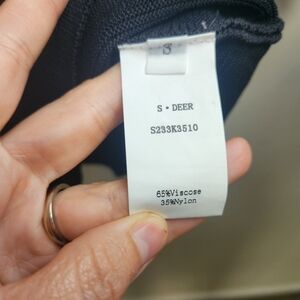 S
S • DEER
S233K3510
65%Viscose
35%Nylon